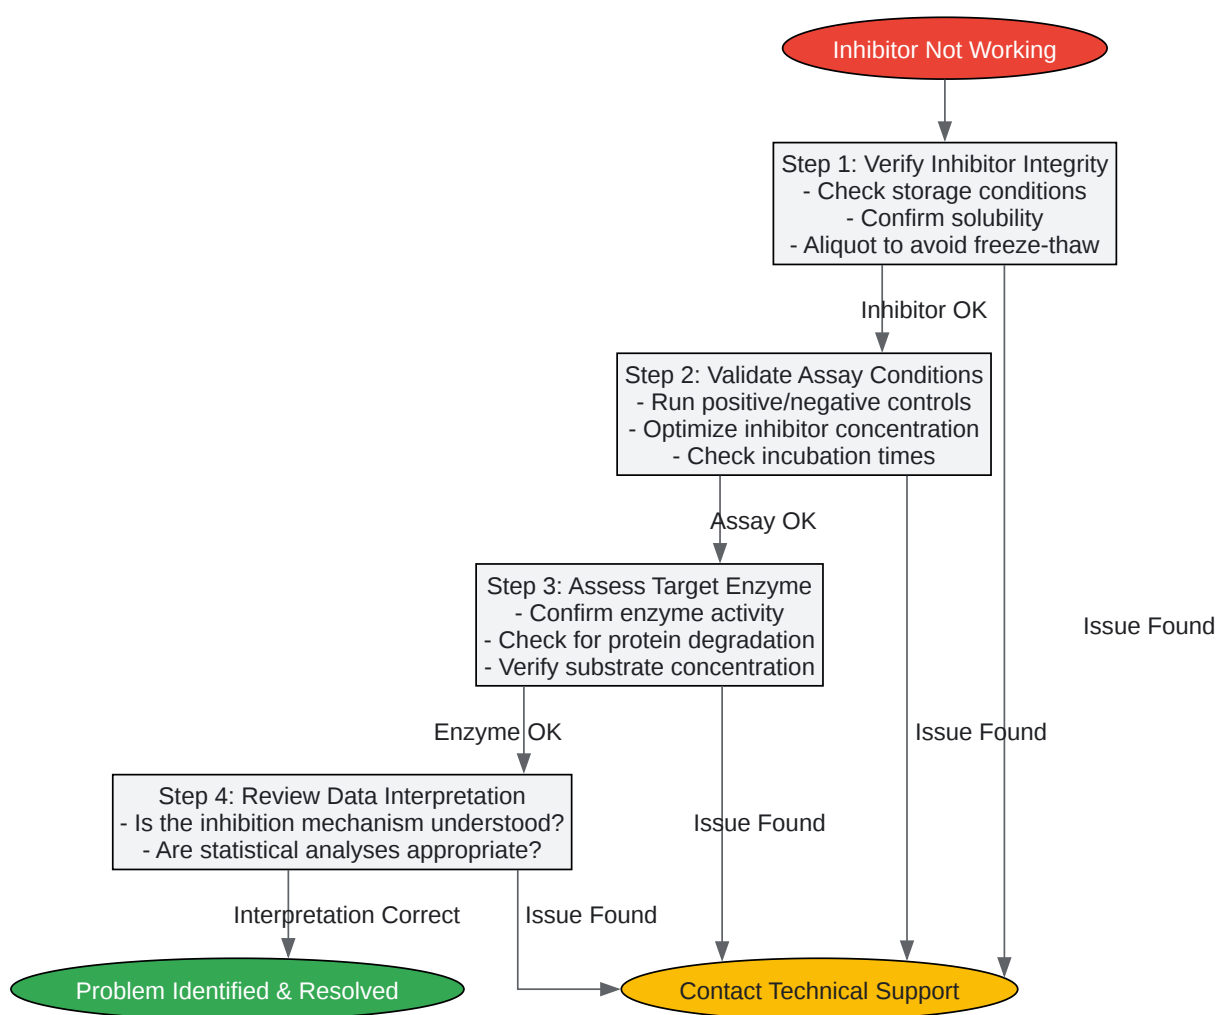 Inhibitor Not Working
Step 1: Verify Inhibitor Integrity
- Check storage conditions
- Confirm solubility
- Aliquot to avoid freeze-thaw
Inhibitor OK
Step 2: Validate Assay Conditions
- Run positive/negative controls
- Optimize inhibitor concentration
- Check incubation times
Assay OK
Step 3: Assess Target Enzyme
- Confirm enzyme activity
- Check for protein degradation
- Verify substrate concentration
Issue Found
Enzyme OK
Issue Found
Step 4: Review Data Interpretation
- Is the inhibition mechanism understood?
- Are statistical analyses appropriate?
Issue Found
Interpretation Correct
Issue Found
Problem Identified & Resolved
Contact Technical Support